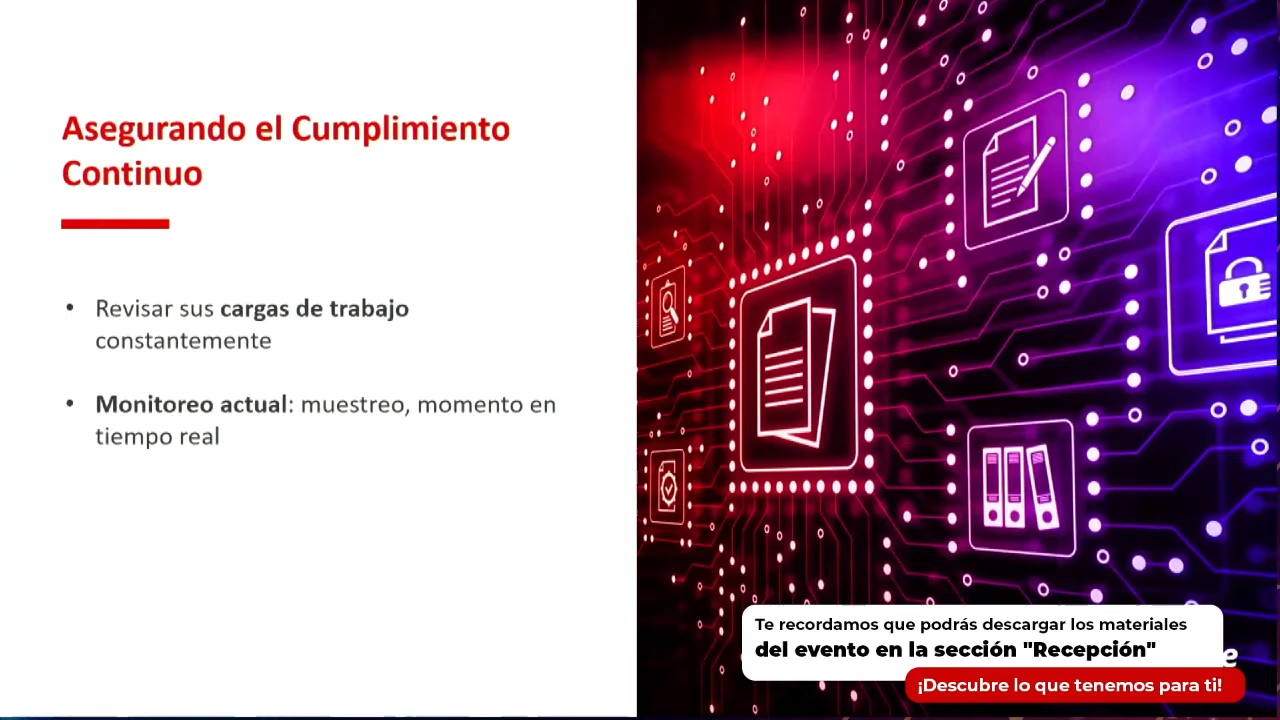 Asegurando el Cumplimiento
Continuo
• Revisar sus cargas de trabajo
constantemente
• Monitoreo actual: muestreo, momento en
tiempo real
Te recordamos que podrás descargar los materiales
del evento en la sección "Recepción"
¡Descubre lo que tenemos para ti!